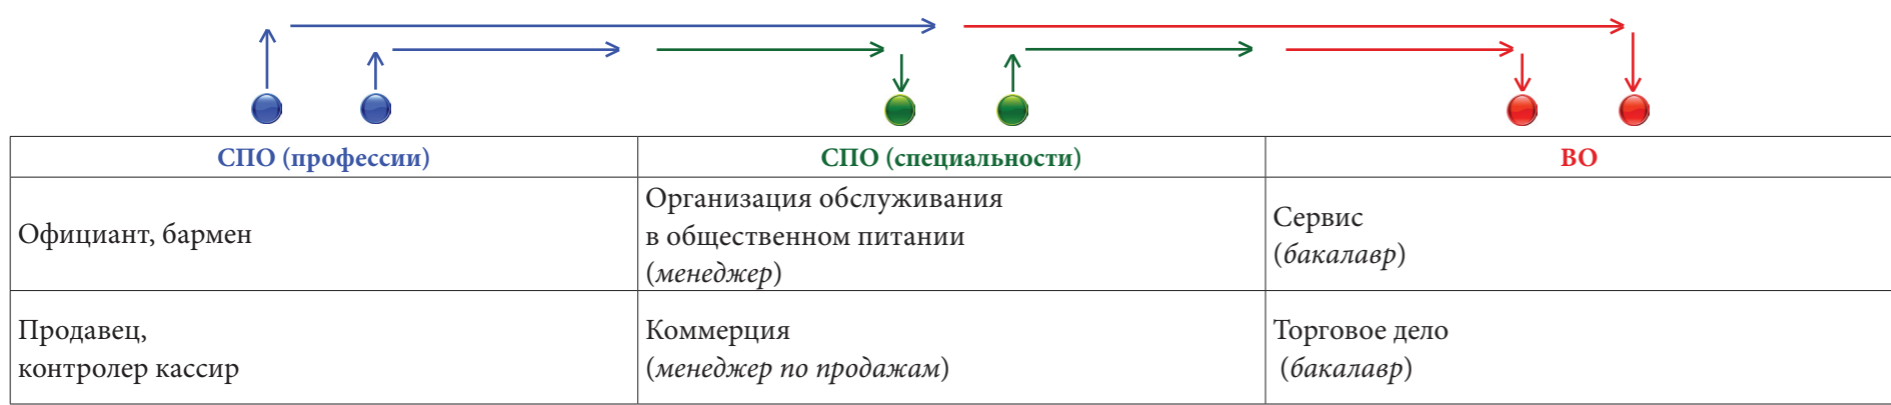 СПО (профессии)
СПО (специальности)
ВО
Официант, бармен
Организация обслуживания
в общественном питании
(менеджер)
Сервис
(бакалавр)
Продавец,
контролер кассир
Коммерция
(менеджер по продажам)
Торговое дело
(бакалавр)